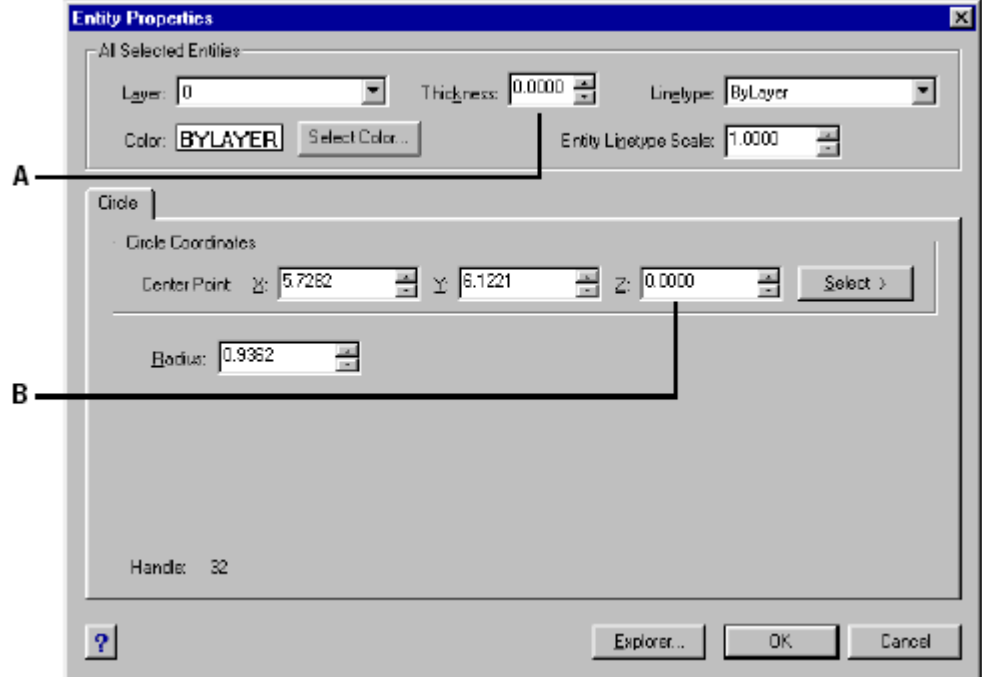 Entity Properties
All Selected Entities
Layer: 0 Thickness: 0.0000 Linetype: ByLayer
Color: BYLAYER Select Color... Entity Linetype Scale: 1.0000
A
Circle
Circle Coordinates
Center Point: X: 5.7282 Y: 6.1221 Z: 0.0000 Select >
Radius: 0.9362
B
Handle: 32
? Explorer... OK Cancel